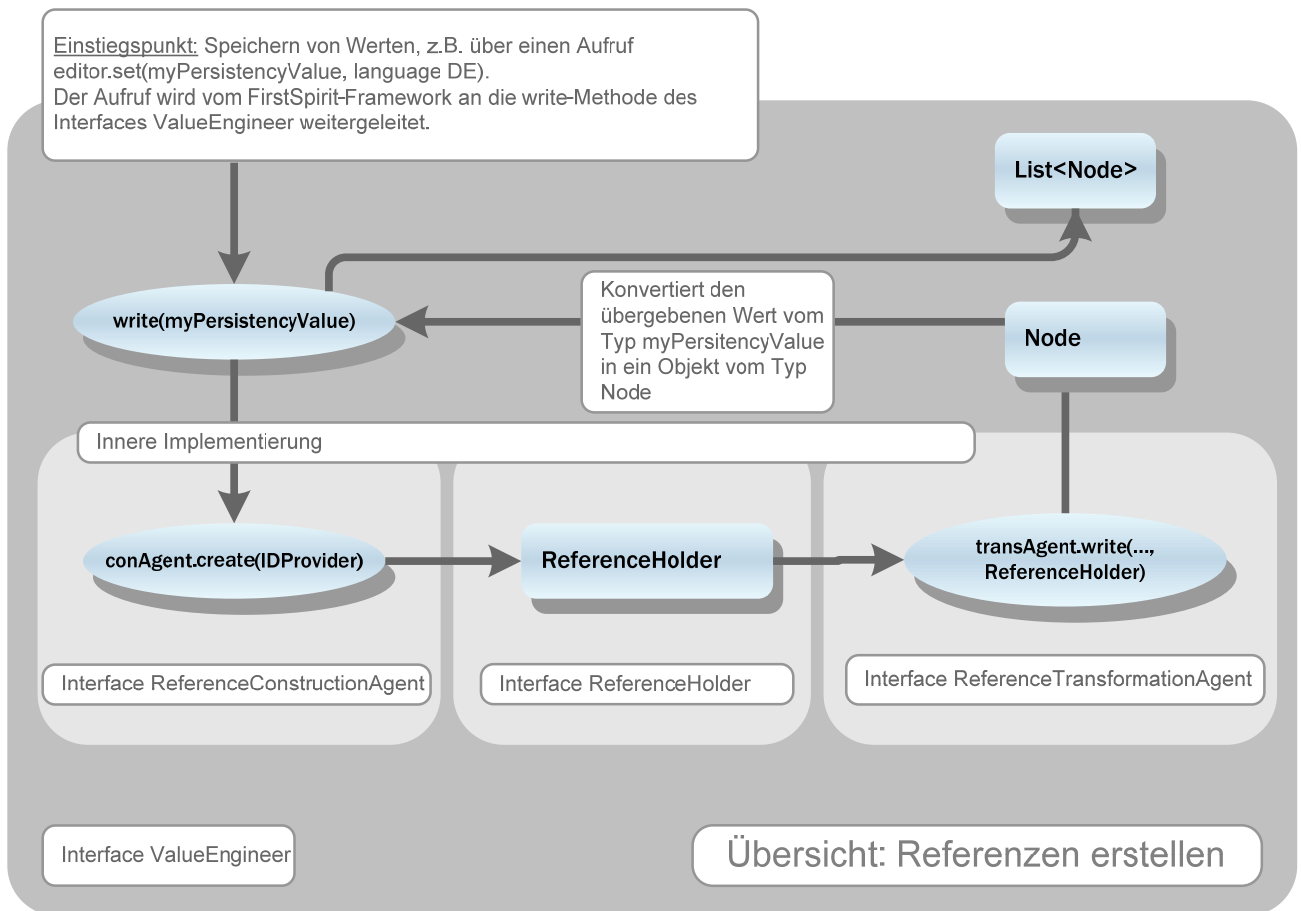 Einstiegspunkt: Speichern von Werten, z.B. über einen Aufruf
editor.set(myPersistencyValue, language DE).
Der Aufruf wird vom FirstSpirit-Framework an die write-Methode des
Interfaces ValueEngineer weitergeleitet.
List<Node>
write(myPersistencyValue)
Konvertiert den
übergebenen Wert vom
Typ myPersitencyValue
in ein Objekt vom Typ
Node
Node
Innere Implementierung
conAgent.create(IDProvider)
ReferenceHolder
transAgent.write(...,
ReferenceHolder)
Interface ReferenceConstructionAgent
Interface ReferenceHolder
Interface ReferenceTransformationAgent
Interface ValueEngineer
Übersicht: Referenzen erstellen